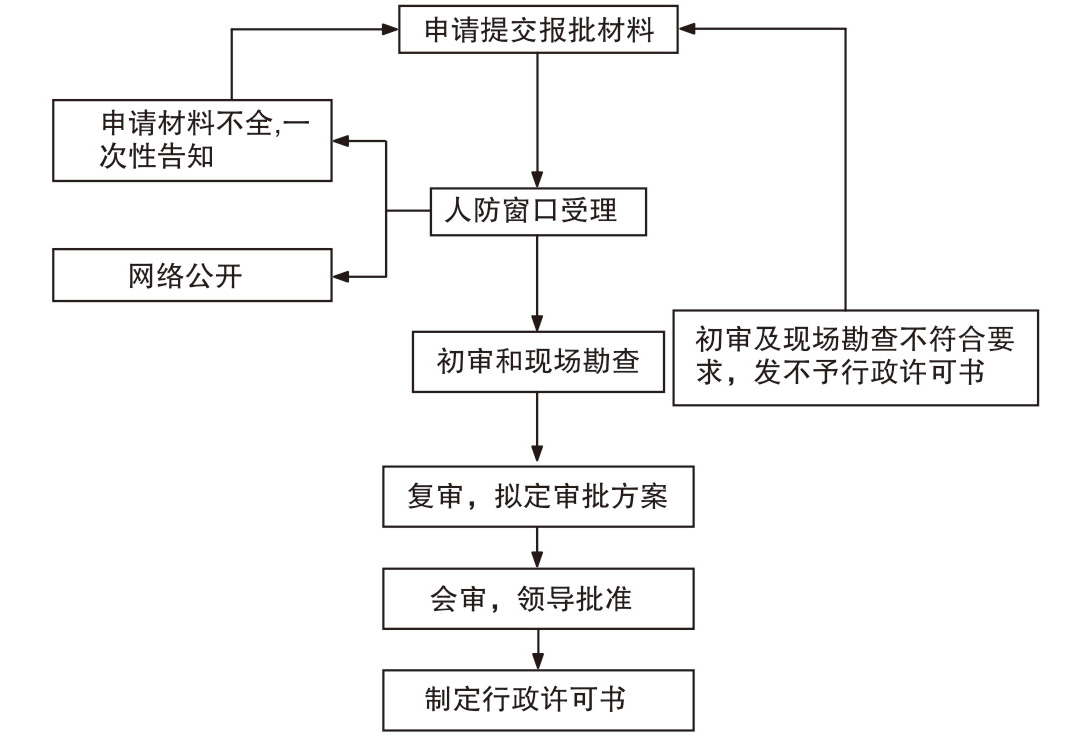 申请提交报批材料
申请材料不全,一
次性告知
人防窗口受理
网络公开
初审和现场勘查
初审及现场勘查不符合要
求，发不予行政许可书
复审，拟定审批方案
会审，领导批准
制定行政许可书